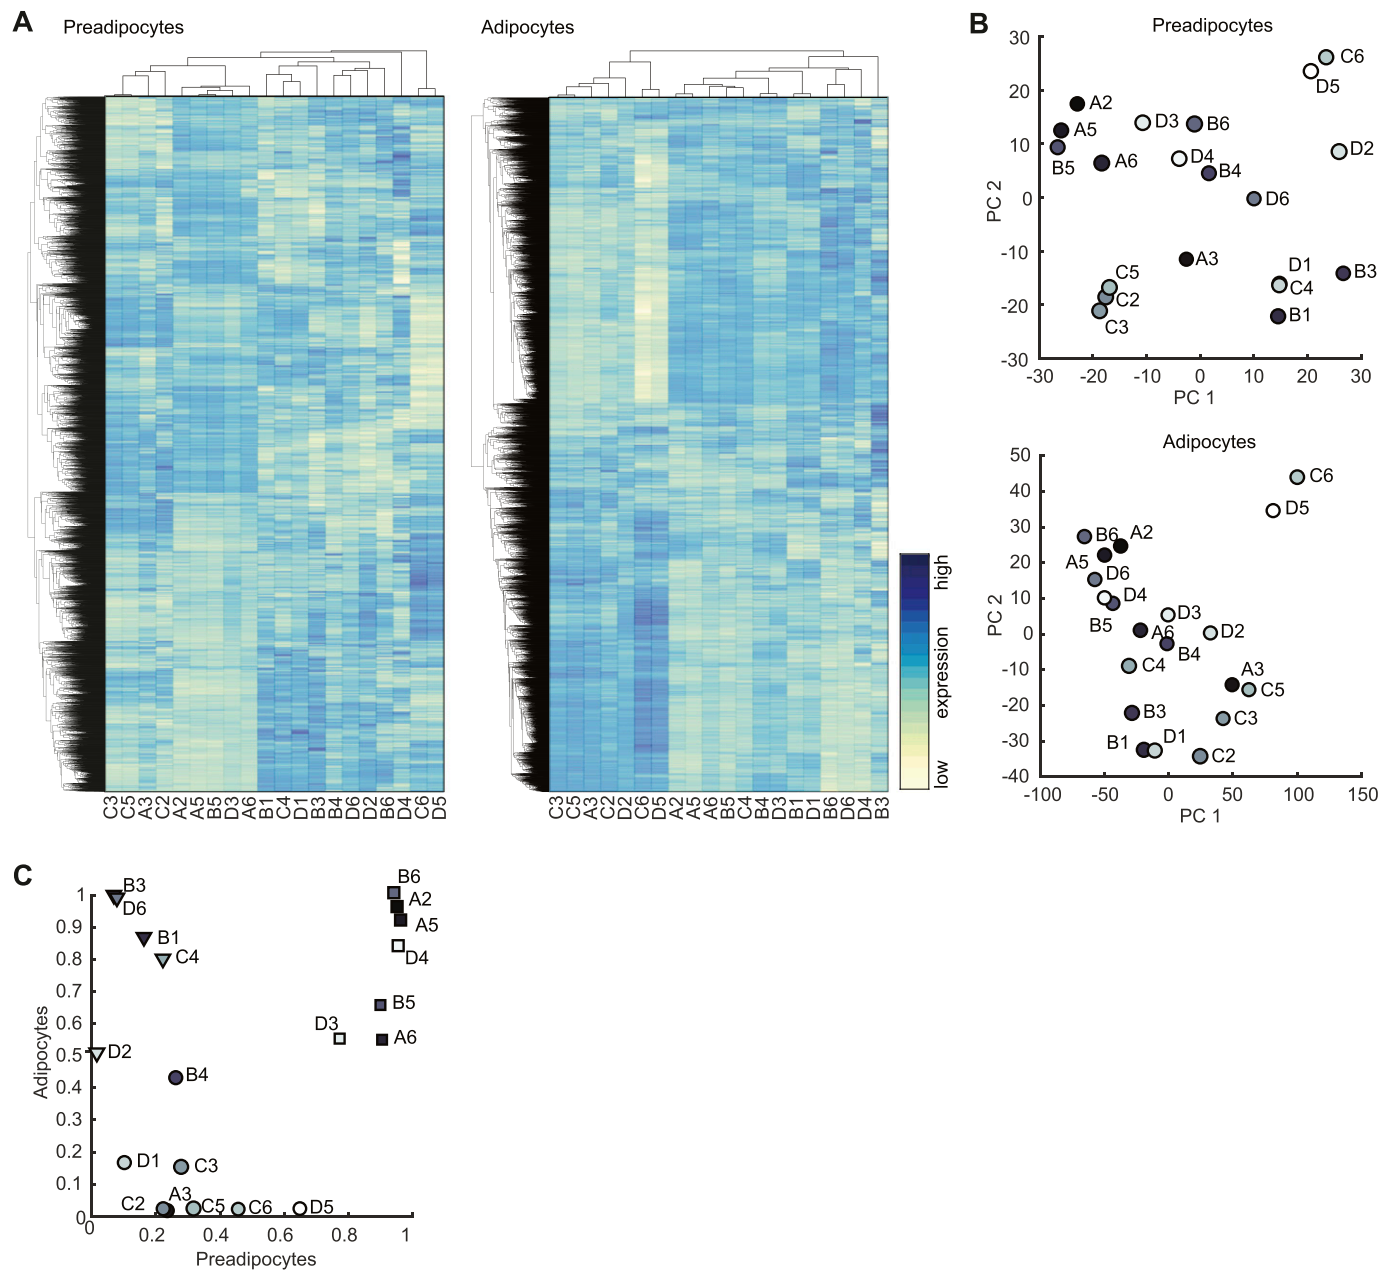 A
Preadipocytes
Adipocytes
C3 C5 A3 C2 A2 A5 B5 D3 A6 B1 C4 D1 B3 B4 D6 D2 B6 D4 C6 D5
C3 C5 A3 C2 D2 C6 D5 A2 A5 A6 B5 C4 B4 D3 B1 D1 B6 D6 D4 B3
high
expression
low
B
Preadipocytes
30
20
10
0
-10
-20
-30
PC 2
C6
D5
A2
A5
D3
B6
B5
A6
D4
B4
D2
D6
A3
D1
C5
C4
B3
C2
C3
B1
-30 -20 -10 0 10 20 30
PC 1
Adipocytes
50
40
30
20
10
0
-10
-20
-30
-40
PC 2
C6
D5
B6
A2
A5
D6
D4
B5
D3
A6
D2
B4
C4
A3
C5
B3
C3
B1
D1
C2
-100 -50 0 50 100 150
PC 1
C
1
0.9
0.8
0.7
0.6
0.5
0.4
0.3
0.2
0.1
0
Adipocytes
B3
D6
B1
C4
B6
A2
A5
D4
B5
D3
A6
D2
B4
D1
C3
C2
A3
C5
C6
D5
0 0.2 0.4 0.6 0.8 1
Preadipocytes